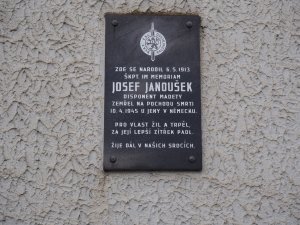 ZDE SE NARODIL 6.5.1913
ŠKPT. IM MEMORIAM
JOSEF JANOUŠEK
DISPONENT MADETY
ZEMŘEL NA POCHODU SMRTI
10.4.1945 U JENY V NĚMECKU.
PRO VLAST ŽIL A TRPĚL,
ZA JEJÍ LEPŠÍ ZÍTŘEK PADL.
ŽIJE DÁL V NAŠICH SRDCÍCH.